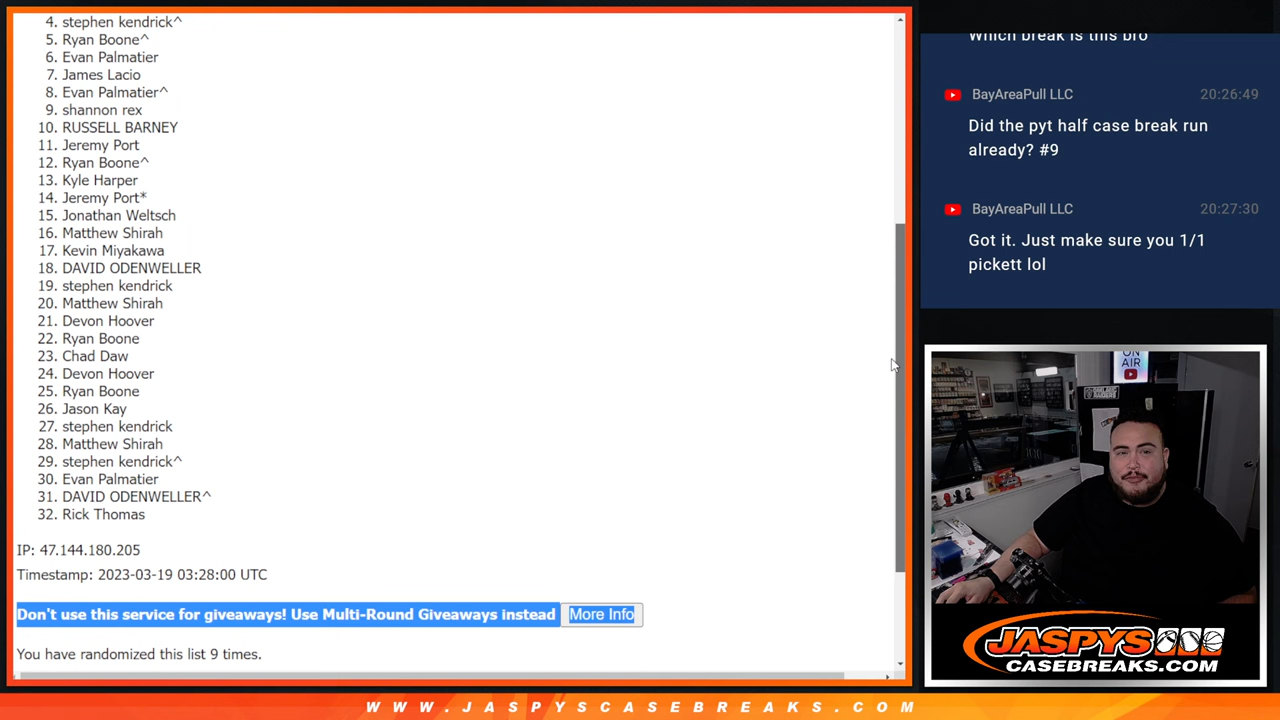 4. stephen kendrick^
5. Ryan Boone^
6. Evan Palmatier
7. James Lacio
8. Evan Palmatier^
9. shannon rex
10. RUSSELL BARNEY
11. Jeremy Port
12. Ryan Boone^
13. Kyle Harper
14. Jeremy Port*
15. Jonathan Weltsch
16. Matthew Shirah
17. Kevin Miyakawa
18. DAVID ODENWELLER
19. stephen kendrick
20. Matthew Shirah
21. Devon Hoover
22. Ryan Boone
23. Chad Daw
24. Devon Hoover
25. Ryan Boone
26. Jason Kay
27. stephen kendrick
28. Matthew Shirah
29. stephen kendrick^
30. Evan Palmatier
31. DAVID ODENWELLER^
32. Rick Thomas
IP: 47.144.180.205
Timestamp: 2023-03-19 03:28:00 UTC
Don't use this service for giveaways! Use Multi-Round Giveaways instead More Info
You have randomized this list 9 times.
Which break is this bro
BayAreaPull LLC 20:26:49
Did the pyt half case break run
already? #9
BayAreaPull LLC 20:27:30
Got it. Just make sure you 1/1
pickett lol
ON
AIR
JASPYS
CASEBREAKS.COM
WWW.JASPYSCASEBREAKS.COM